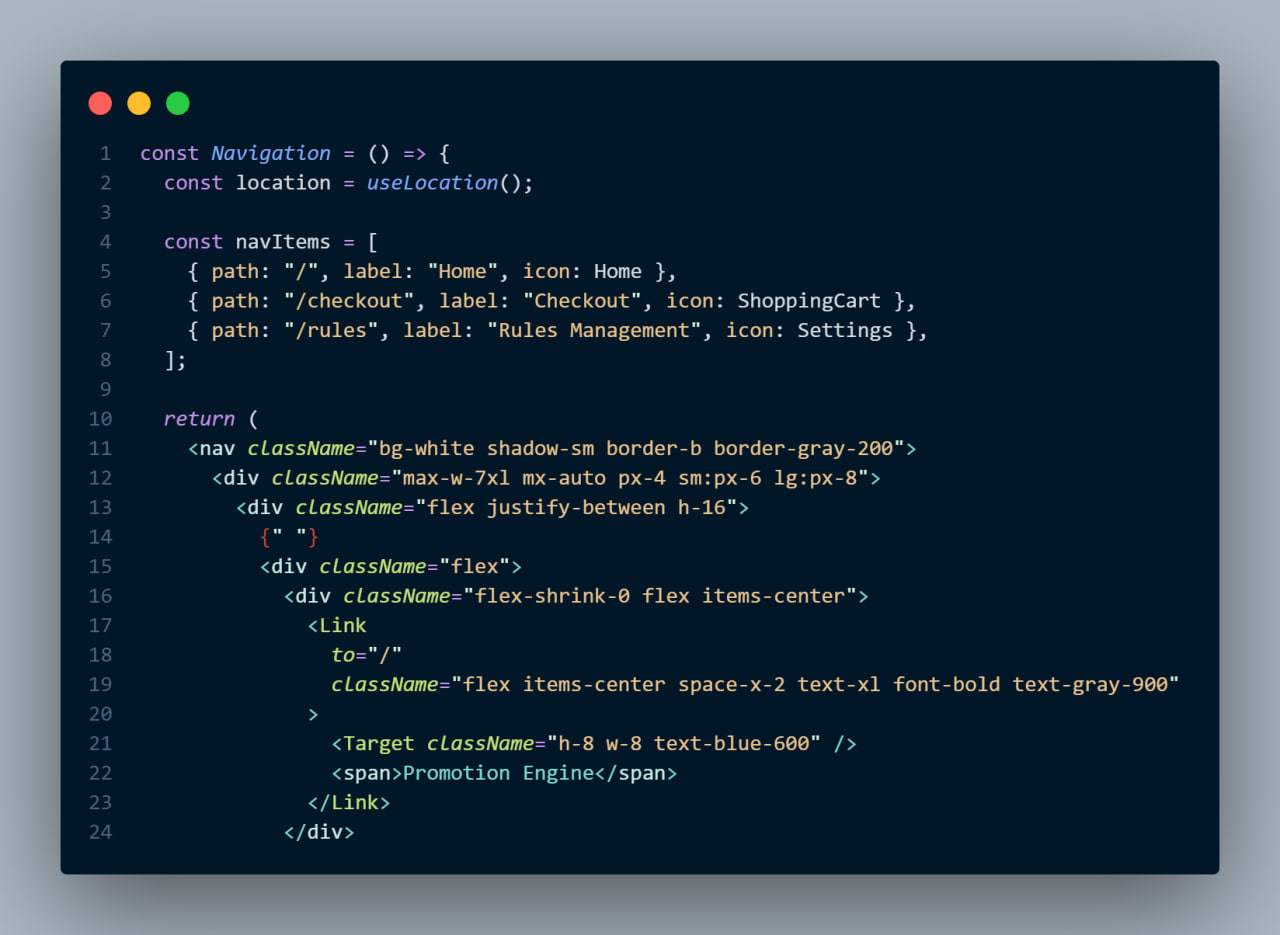 1 const Navigation = () => {
2   const location = useLocation();
3
4   const navItems = [
5     { path: "/", label: "Home", icon: Home },
6     { path: "/checkout", label: "Checkout", icon: ShoppingCart },
7     { path: "/rules", label: "Rules Management", icon: Settings },
8   ];
9
10   return (
11     <nav className="bg-white shadow-sm border-b border-gray-200">
12       <div className="max-w-7xl mx-auto px-4 sm:px-6 lg:px-8">
13         <div className="flex justify-between h-16">
14           {" "}
15           <div className="flex">
16             <div className="flex-shrink-0 flex items-center">
17               <Link
18                 to="/"
19                 className="flex items-center space-x-2 text-xl font-bold text-gray-900"
20               >
21                 <Target className="h-8 w-8 text-blue-600" />
22                 <span>Promotion Engine</span>
23               </Link>
24             </div>